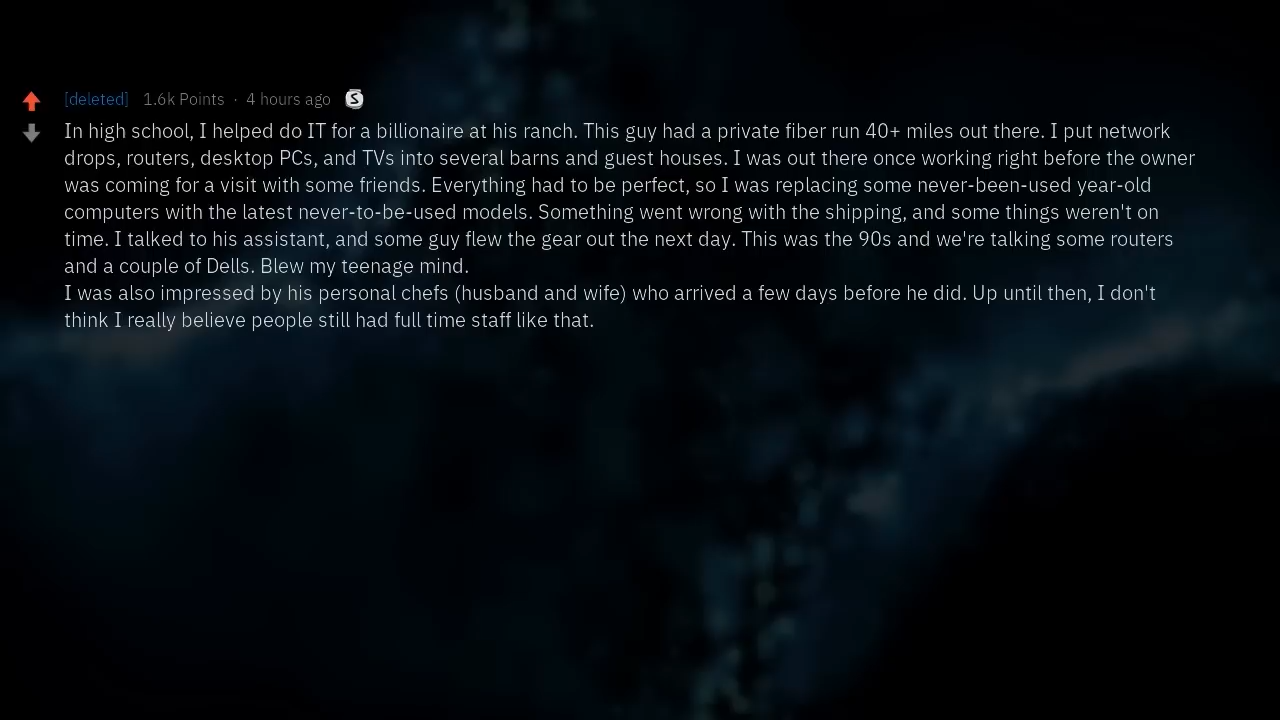 [deleted] 1.6k Points · 4 hours ago S
In high school, I helped do IT for a billionaire at his ranch. This guy had a private fiber run 40+ miles out there. I put network
drops, routers, desktop PCs, and TVs into several barns and guest houses. I was out there once working right before the owner
was coming for a visit with some friends. Everything had to be perfect, so I was replacing some never-been-used year-old
computers with the latest never-to-be-used models. Something went wrong with the shipping, and some things weren't on
time. I talked to his assistant, and some guy flew the gear out the next day. This was the 90s and we're talking some routers
and a couple of Dells. Blew my teenage mind.
I was also impressed by his personal chefs (husband and wife) who arrived a few days before he did. Up until then, I don't
think I really believe people still had full time staff like that.